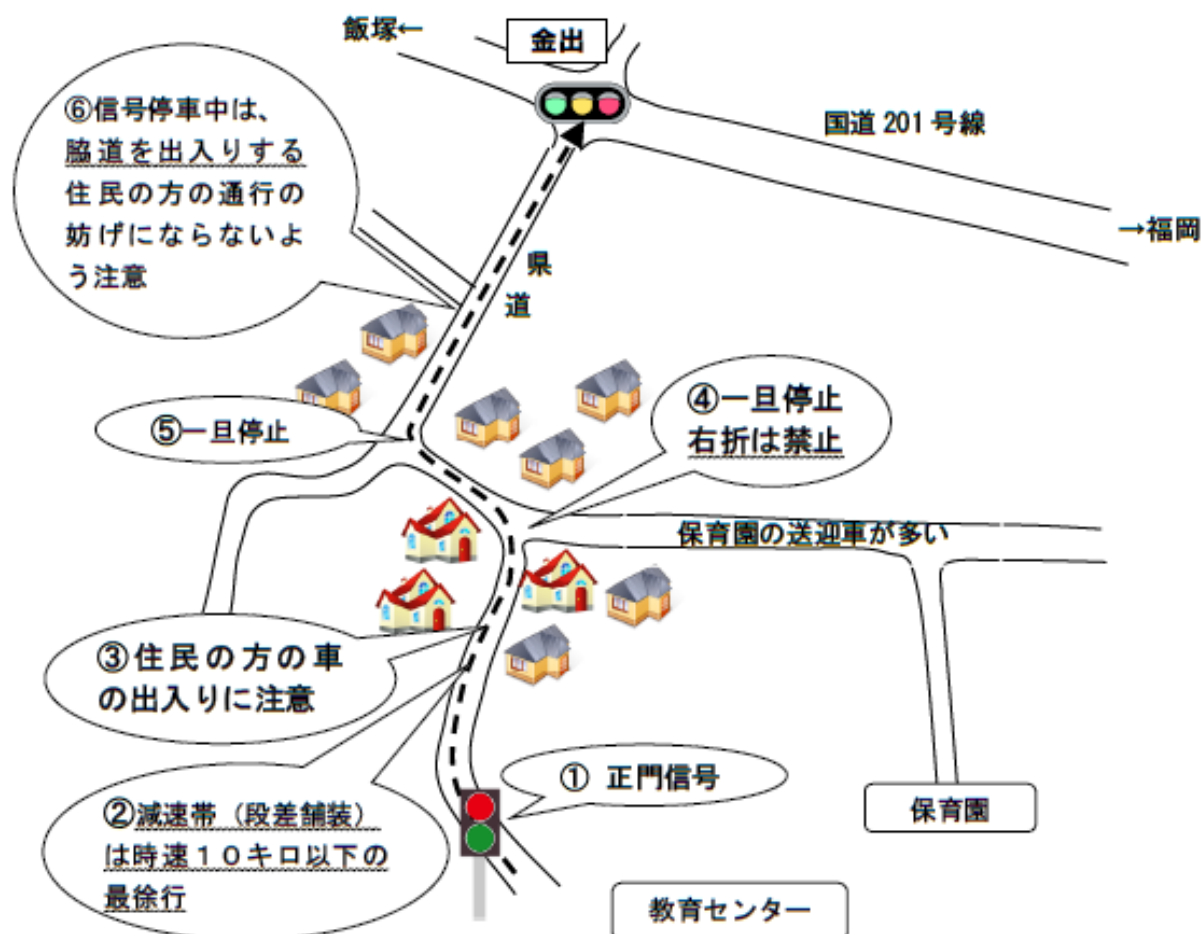 飯塚←
金出
国道201号線
→福岡
⑥信号停車中は、
脇道を出入りする
住民の方の通行の
妨げにならないよ
う注意
県
道
④一旦停止
右折は禁止
⑤一旦停止
保育園の送迎車が多い
③住民の方の車
の出入りに注意
① 正門信号
保育園
②減速帯（段差舗装）
は時速１０キロ以下の
最徐行
教育センター